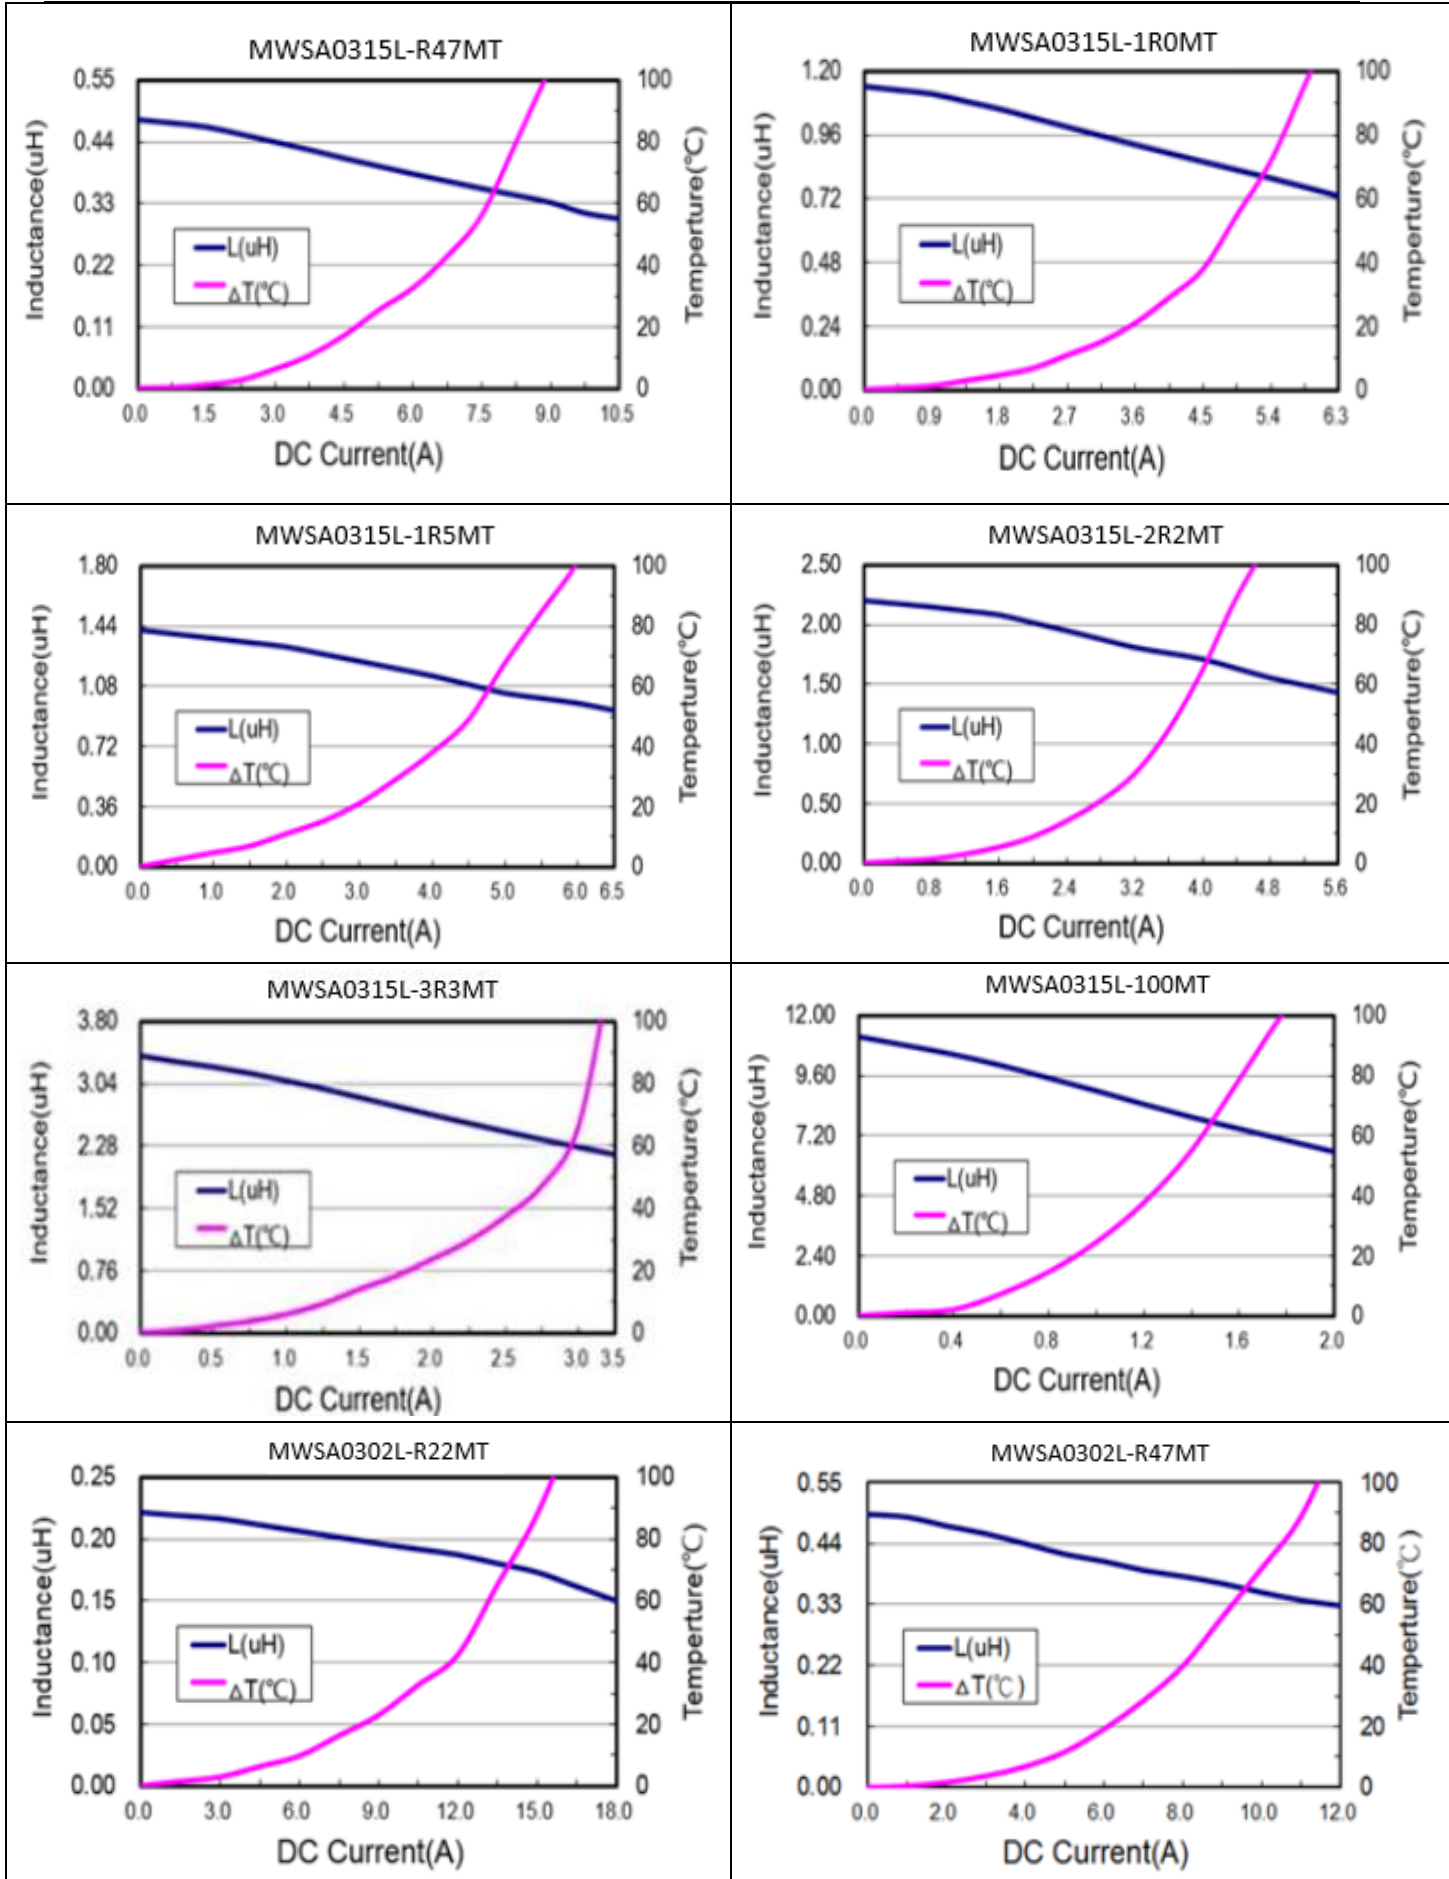 MWSA0315L-R47MT
Inductance(uH)
0.55
0.44
0.33
0.22
0.11
0.00
L(uH)
ΔT(℃)
100
80
60
40
20
0
Temperture(℃)
0.0 1.5 3.0 4.5 6.0 7.5 9.0 10.5
DC Current(A)
MWSA0315L-1R0MT
Inductance(uH)
1.20
0.96
0.72
0.48
0.24
0.00
L(uH)
ΔT(℃)
100
80
60
40
20
0
Temperture(℃)
0.0 0.9 1.8 2.7 3.6 4.5 5.4 6.3
DC Current(A)
MWSA0315L-1R5MT
Inductance(uH)
1.80
1.44
1.08
0.72
0.36
0.00
L(uH)
ΔT(℃)
100
80
60
40
20
0
Temperture(℃)
0.0 1.0 2.0 3.0 4.0 5.0 6.0 6.5
DC Current(A)
MWSA0315L-2R2MT
Inductance(uH)
2.50
2.00
1.50
1.00
0.50
0.00
L(uH)
ΔT(℃)
100
80
60
40
20
0
Temperture(℃)
0.0 0.8 1.6 2.4 3.2 4.0 4.8 5.6
DC Current(A)
MWSA0315L-3R3MT
Inductance(uH)
3.80
3.04
2.28
1.52
0.76
0.00
L(uH)
ΔT(℃)
100
80
60
40
20
0
Temperture(℃)
0.0 0.5 1.0 1.5 2.0 2.5 3.0 3.5
DC Current(A)
MWSA0315L-100MT
Inductance(uH)
12.00
9.60
7.20
4.80
2.40
0.00
L(uH)
ΔT(℃)
100
80
60
40
20
0
Temperture(℃)
0.0 0.4 0.8 1.2 1.6 2.0
DC Current(A)
MWSA0302L-R22MT
Inductance(uH)
0.25
0.20
0.15
0.10
0.05
0.00
L(uH)
ΔT(℃)
100
80
60
40
20
0
Temperture(℃)
0.0 3.0 6.0 9.0 12.0 15.0 18.0
DC Current(A)
MWSA0302L-R47MT
Inductance(uH)
0.55
0.44
0.33
0.22
0.11
0.00
L(uH)
ΔT(℃)
100
80
60
40
20
0
Temperture(℃)
0.0 2.0 4.0 6.0 8.0 10.0 12.0
DC Current(A)